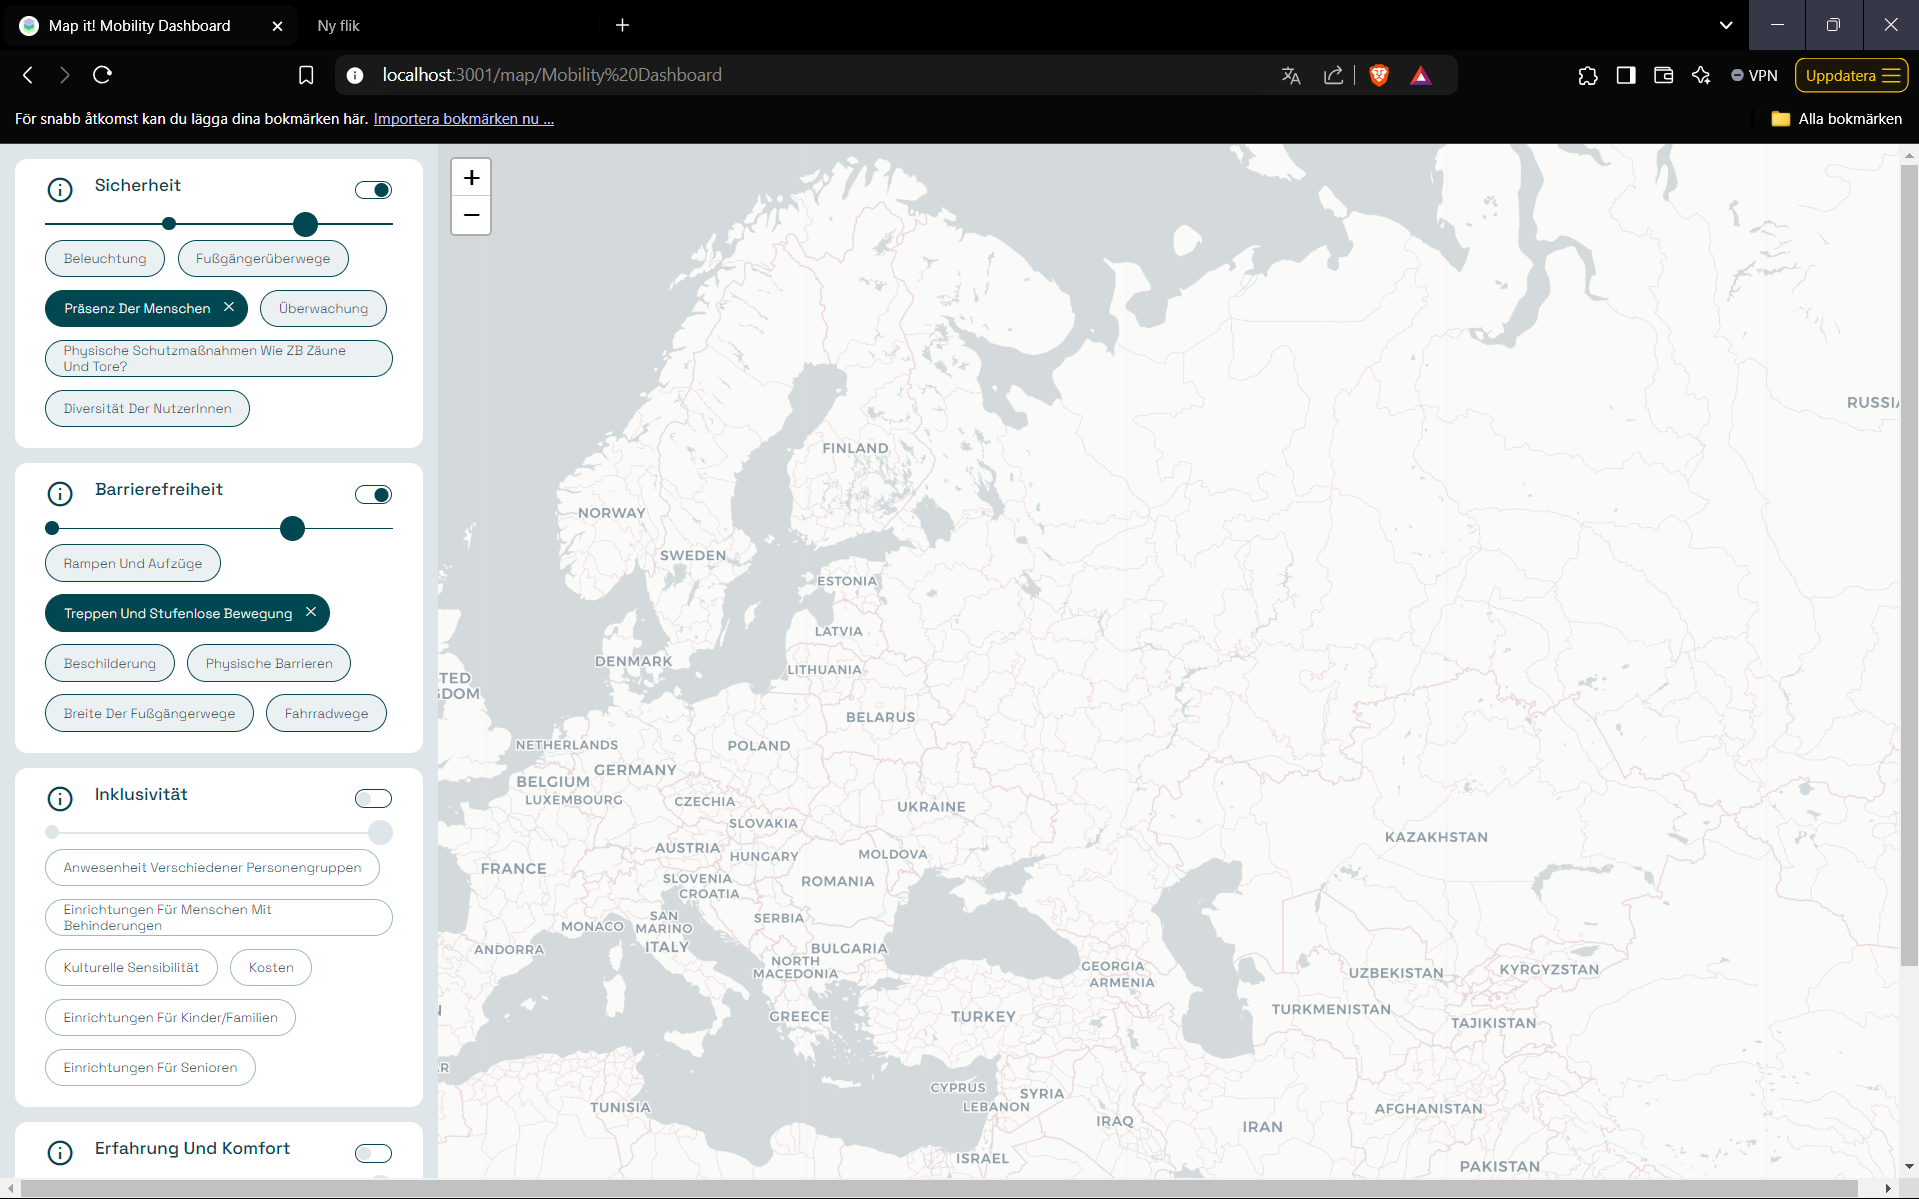 Map it! Mobility Dashboard
Ny flik
localhost:3001/map/Mobility%20Dashboard
VPN
Uppdatera
För snabb åtkomst kan du lägga dina bokmärken här. Importera bokmärken nu ...
Alla bokmärken
Sicherheit
Beleuchtung
Fußgängerüberwege
Präsenz Der Menschen
Überwachung
Physische Schutzmaßnahmen Wie ZB Zäune
Und Tore?
Diversität Der NutzerInnen
Barrierefreiheit
Rampen Und Aufzüge
Treppen Und Stufenlose Bewegung
Beschilderung
Physische Barrieren
Breite Der Fußgängerwege
Fahrradwege
Inklusivität
Anwesenheit Verschiedener Personengruppen
Einrichtungen Für Menschen Mit
Behinderungen
Kulturelle Sensibilität
Kosten
Einrichtungen Für Kinder/Familien
Einrichtungen Für Senioren
Erfahrung Und Komfort
+
−
RUSSIA
FINLAND
NORWAY
SWEDEN
ESTONIA
LATVIA
DENMARK
LITHUANIA
TED
GDOM
BELARUS
NETHERLANDS
POLAND
GERMANY
BELGIUM
LUXEMBOURG
CZECHIA
UKRAINE
SLOVAKIA
KAZAKHSTAN
AUSTRIA
HUNGARY
MOLDOVA
FRANCE
SLOVENIA
ROMANIA
CROATIA
SAN
MARINO
SERBIA
MONACO
ITALY
ANDORRA
BULGARIA
NORTH
MACEDONIA
GEORGIA
ARMENIA
UZBEKISTAN
KYRGYZSTAN
TURKMENISTAN
TAJIKISTAN
GREECE
TURKEY
AR
CYPRUS
SYRIA
LEBANON
TUNISIA
IRAQ
IRAN
AFGHANISTAN
ISRAEL
PAKISTAN